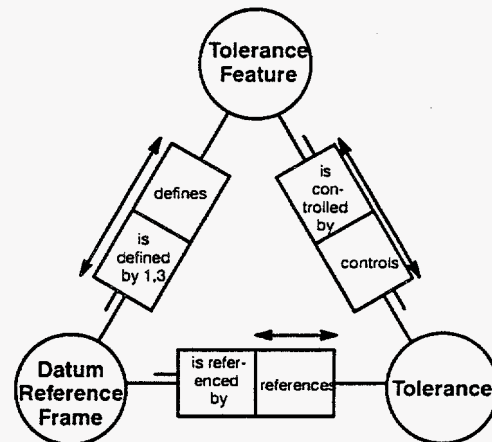 Tolerance
Feature
defines
is
defined
by 1,3
is
con-
trolled
by
controls
Datum
Reference
Frame
is refer-
enced
by
references
Tolerance